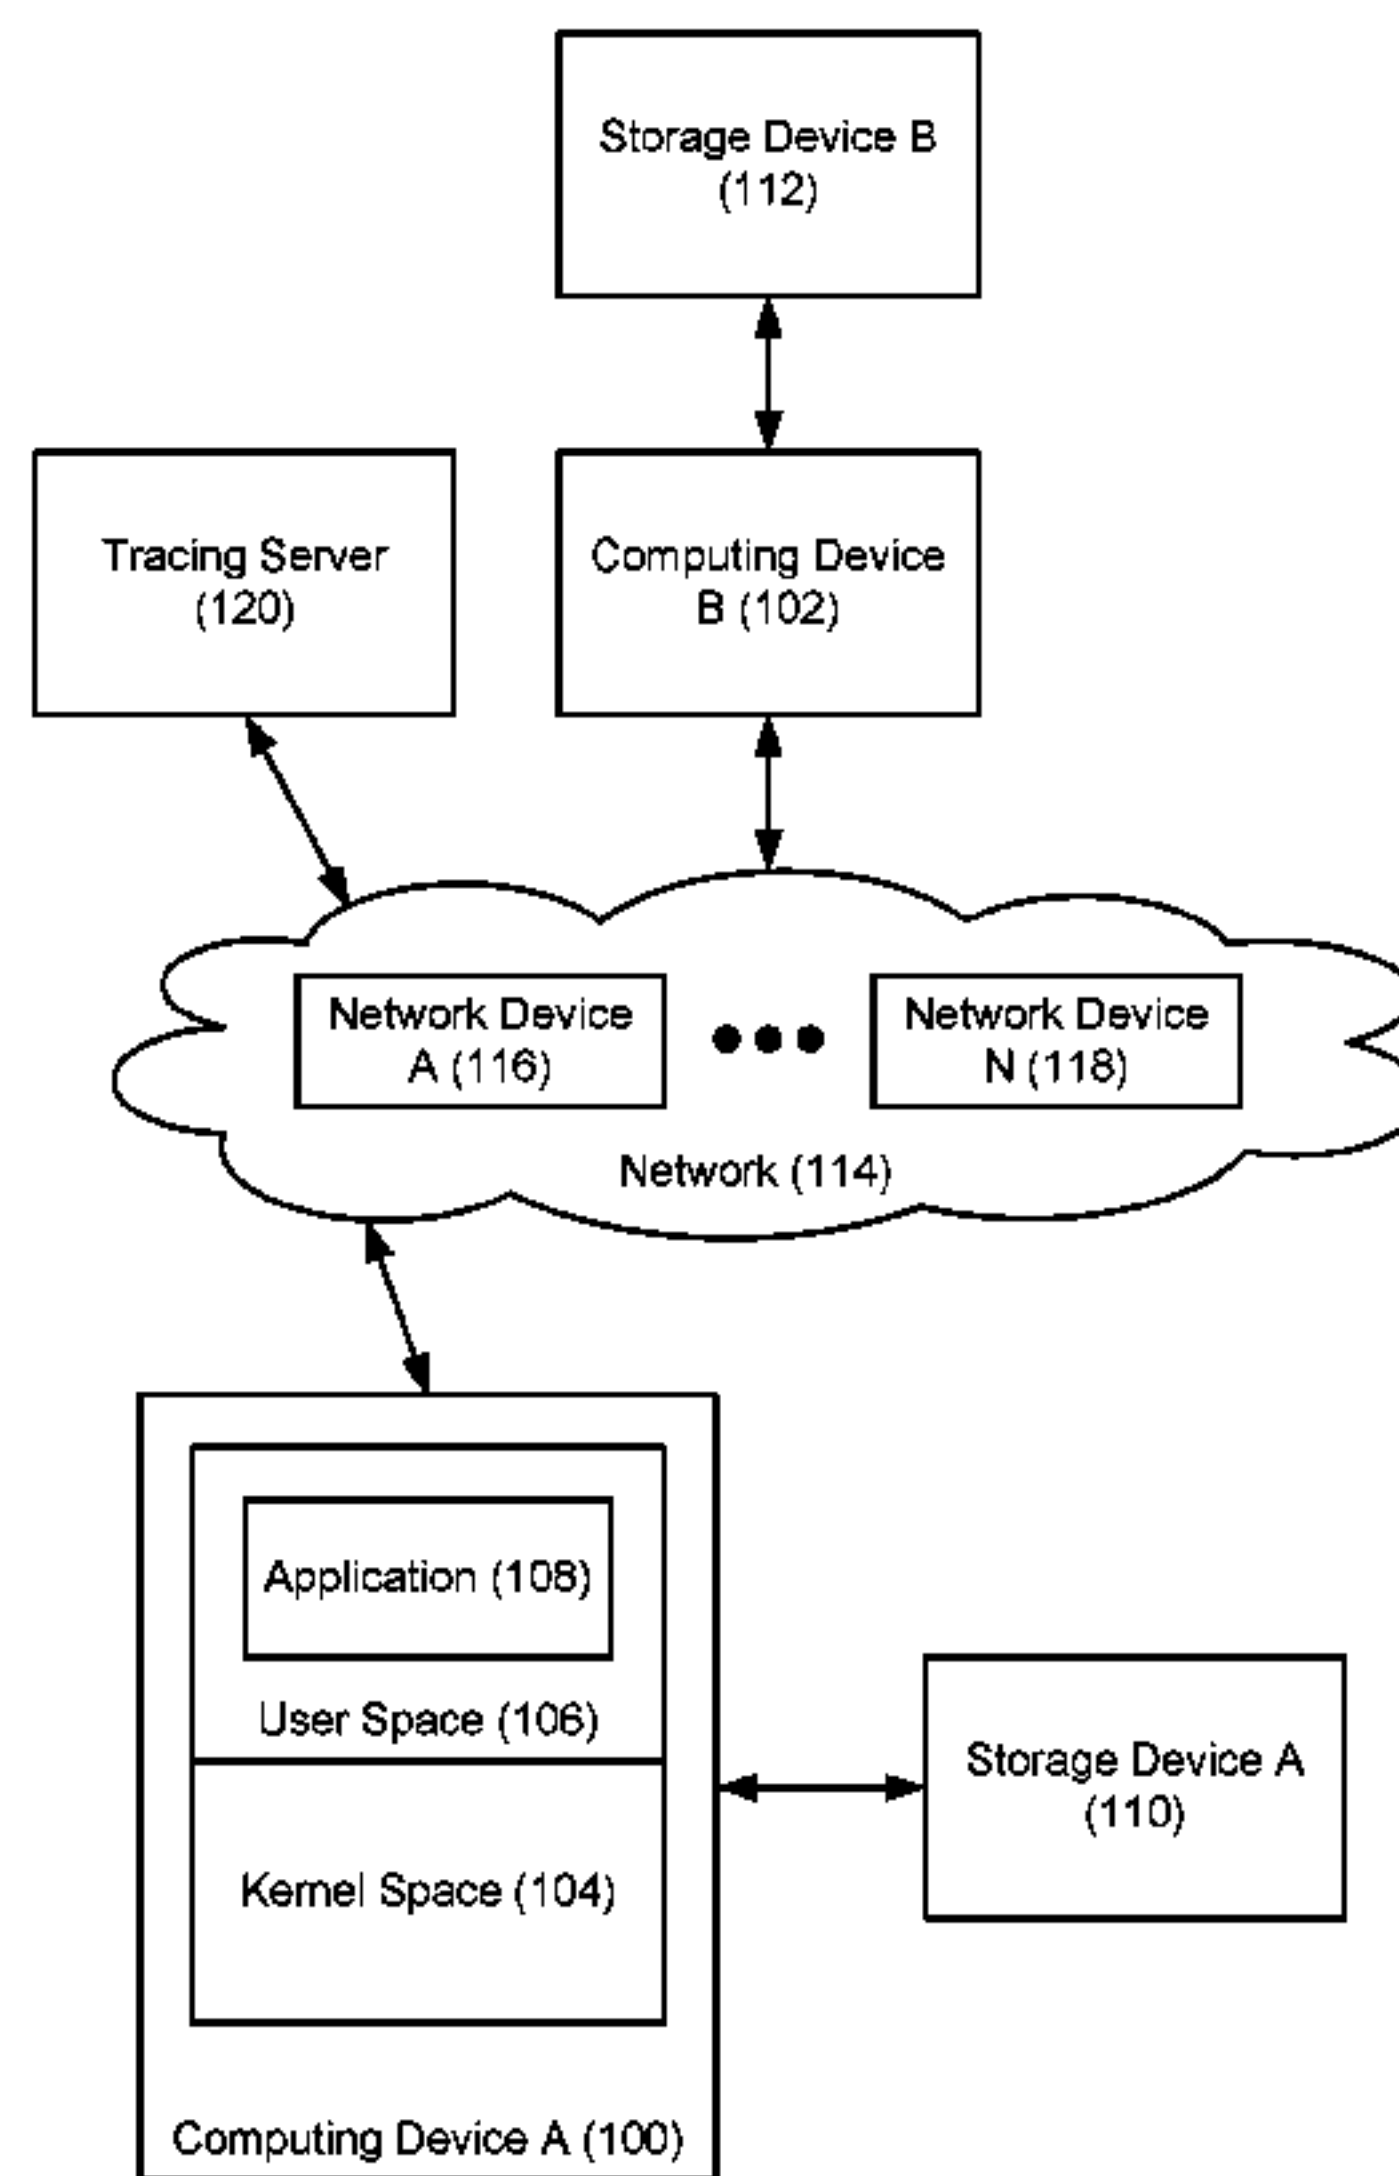 Storage Device B
(112)
Tracing Server
(120)
Computing Device
B (102)
Network Device
A (116)
Network Device
N (118)
Network (114)
Application (108)
User Space (106)
Kernel Space (104)
Storage Device A
(110)
Computing Device A (100)